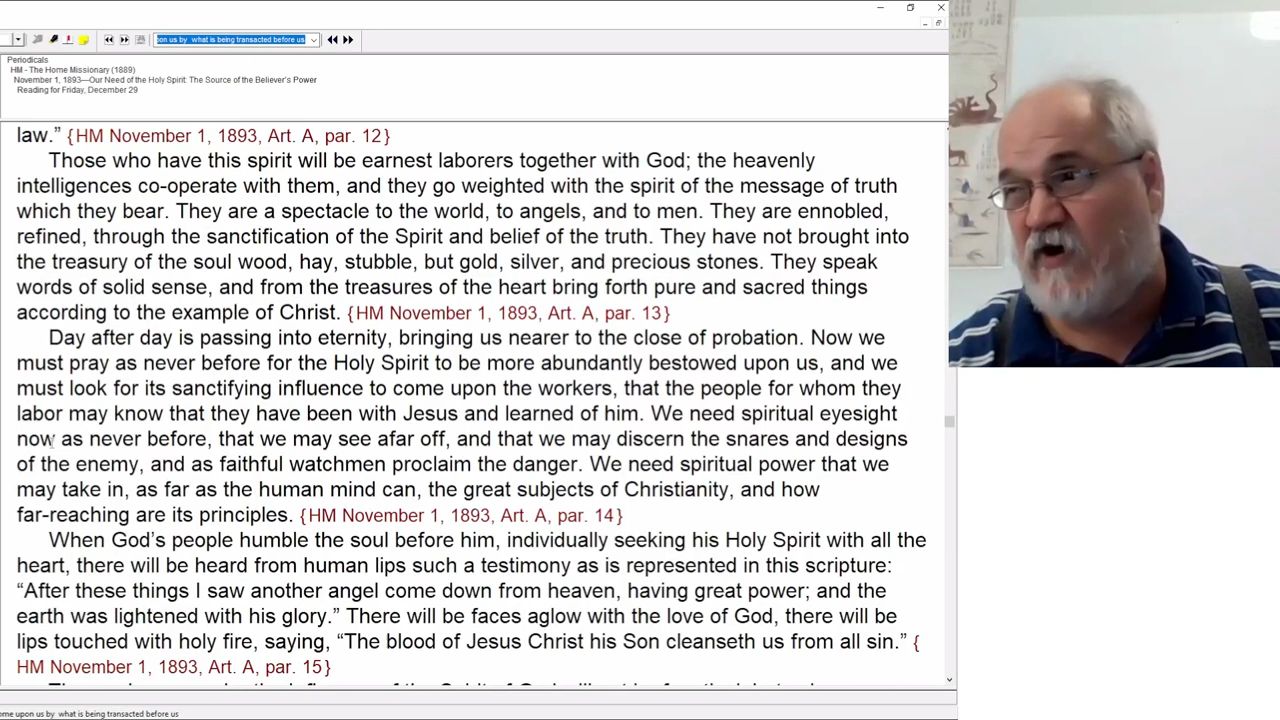 on us by  what is being transacted before us
Periodicals
HM - The Home Missionary (1889)
November 1, 1893—Our Need of the Holy Spirit: The Source of the Believer's Power
Reading for Friday, December 29
law.” {HM November 1, 1893, Art. A, par. 12}
Those who have this spirit will be earnest laborers together with God; the heavenly
intelligences co-operate with them, and they go weighted with the spirit of the message of truth
which they bear. They are a spectacle to the world, to angels, and to men. They are ennobled,
refined, through the sanctification of the Spirit and belief of the truth. They have not brought into
the treasury of the soul wood, hay, stubble, but gold, silver, and precious stones. They speak
words of solid sense, and from the treasures of the heart bring forth pure and sacred things
according to the example of Christ. {HM November 1, 1893, Art. A, par. 13}
Day after day is passing into eternity, bringing us nearer to the close of probation. Now we
must pray as never before for the Holy Spirit to be more abundantly bestowed upon us, and we
must look for its sanctifying influence to come upon the workers, that the people for whom they
labor may know that they have been with Jesus and learned of him. We need spiritual eyesight
now as never before, that we may see afar off, and that we may discern the snares and designs
of the enemy, and as faithful watchmen proclaim the danger. We need spiritual power that we
may take in, as far as the human mind can, the great subjects of Christianity, and how
far-reaching are its principles. {HM November 1, 1893, Art. A, par. 14}
When God’s people humble the soul before him, individually seeking his Holy Spirit with all the
heart, there will be heard from human lips such a testimony as is represented in this scripture:
“After these things I saw another angel come down from heaven, having great power; and the
earth was lightened with his glory.” There will be faces aglow with the love of God, there will be
lips touched with holy fire, saying, “The blood of Jesus Christ his Son cleanseth us from all sin.” {
HM November 1, 1893, Art. A, par. 15}
ome upon us by  what is being transacted before us